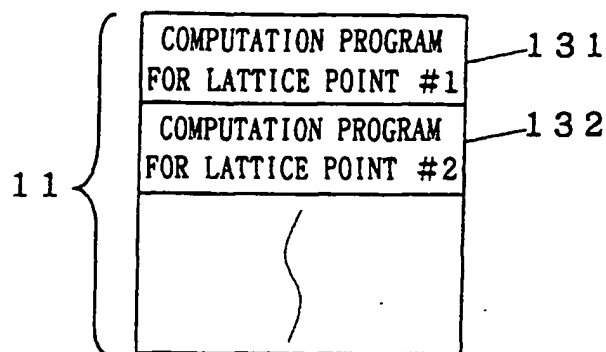 COMPUTATION PROGRAM
FOR LATTICE POINT #1
131
COMPUTATION PROGRAM
FOR LATTICE POINT #2
132
11